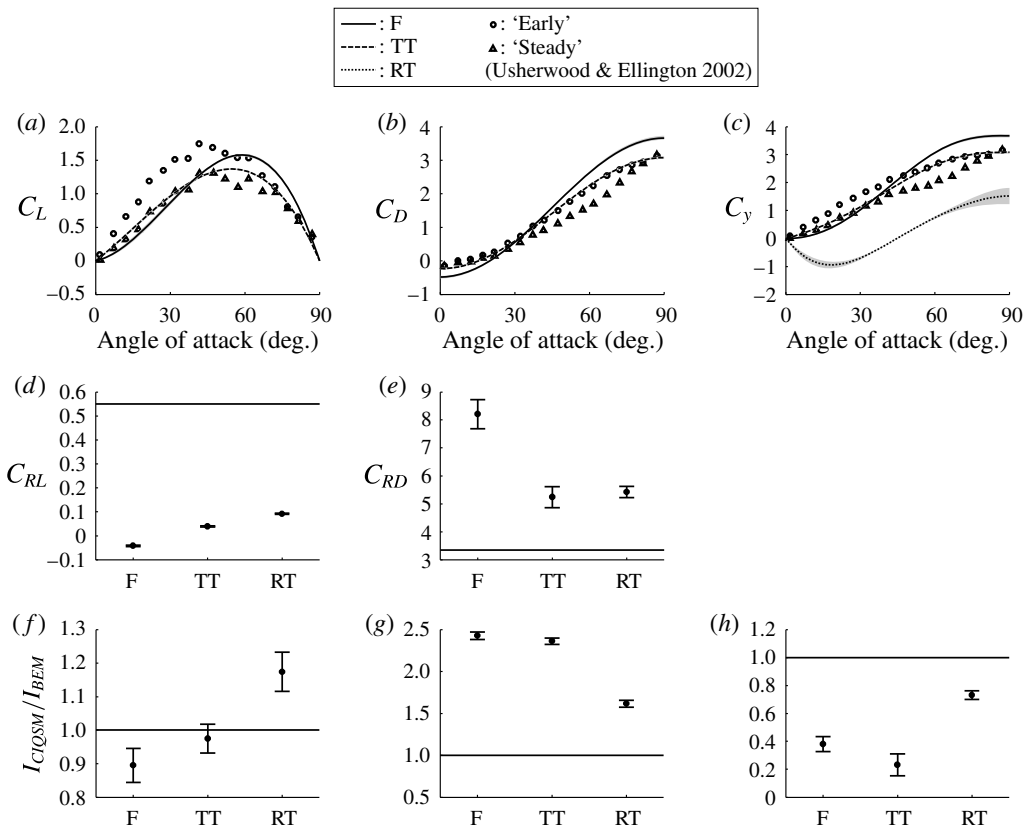 : F
: 'Early'
: TT
: 'Steady'
: RT
(Usherwood & Ellington 2002)
(a)
2.0
1.5
1.0
0.5
0
−0.5
C_L
0 30 60 90
Angle of attack (deg.)
(b)
4
3
2
1
0
−1
C_D
0 30 60 90
Angle of attack (deg.)
(c)
4
3
2
1
0
−1
−2
C_y
0 30 60 90
Angle of attack (deg.)
(d)
0.6
0.5
0.4
0.3
0.2
0.1
0
−0.1
C_RL
F TT RT
(e)
9
8
7
6
5
4
3
C_RD
F TT RT
(f)
1.3
1.2
1.1
1.0
0.9
0.8
I_CIQSM/I_BEM
F TT RT
(g)
2.5
2.0
1.5
1.0
0.5
F TT RT
(h)
1.2
1.0
0.8
0.6
0.4
0.2
0
F TT RT